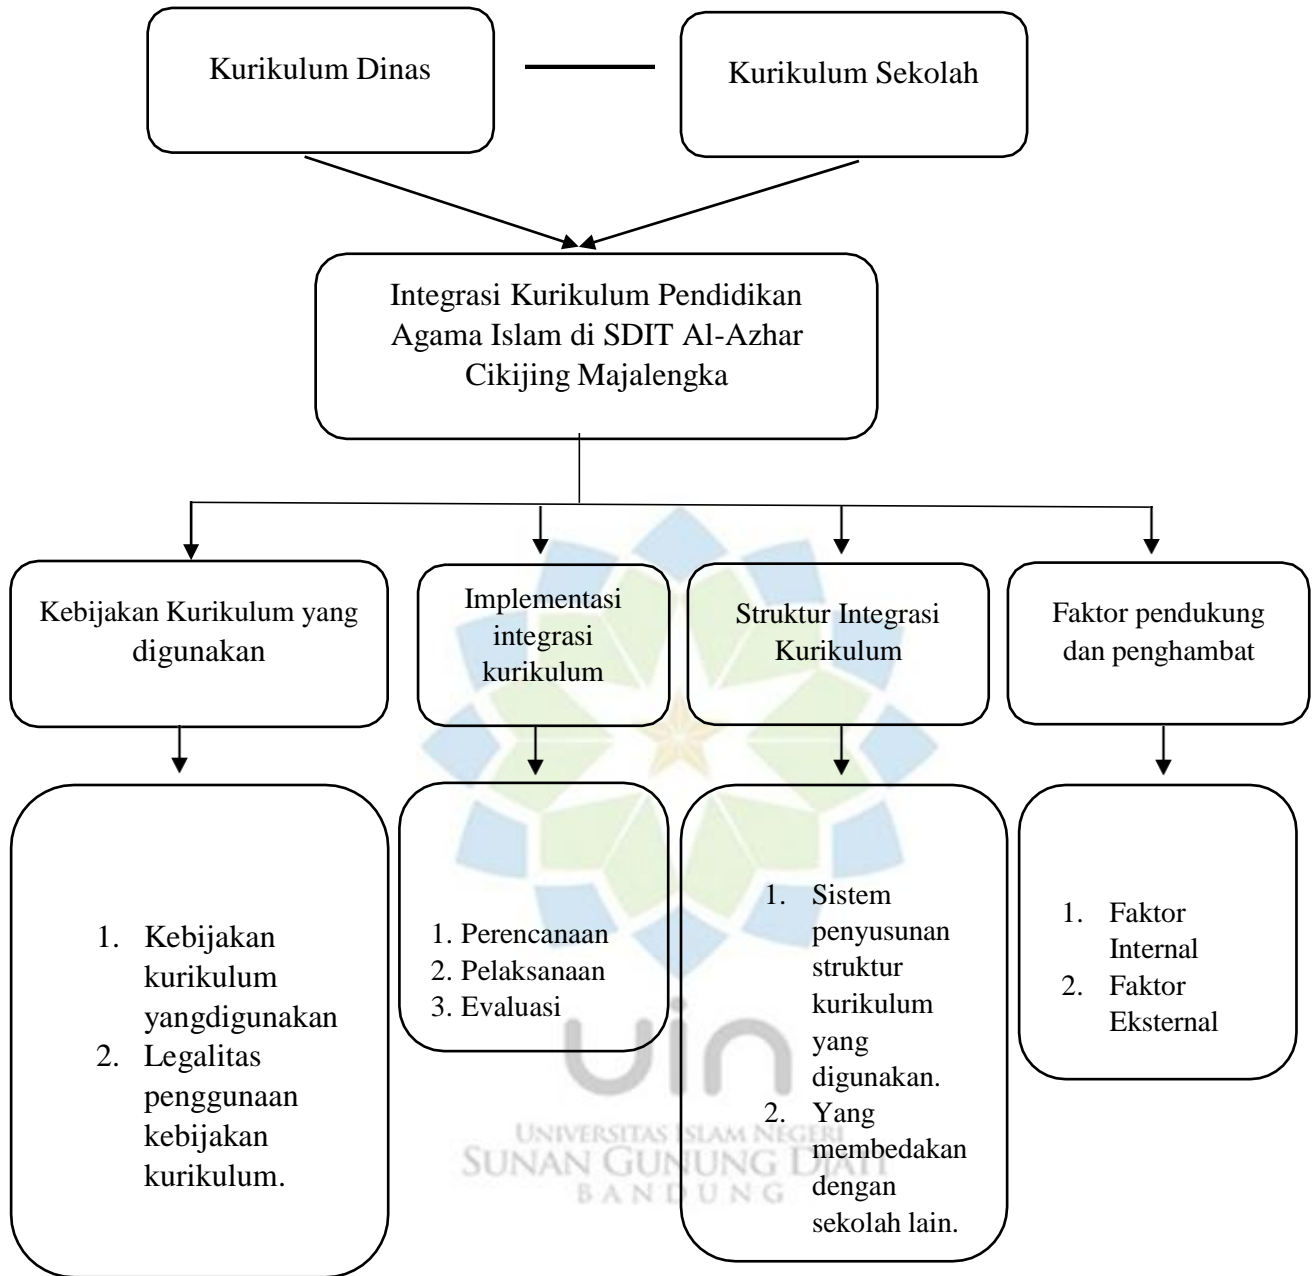 Kurikulum Dinas
Kurikulum Sekolah
Integrasi Kurikulum Pendidikan
Agama Islam di SDIT Al-Azhar
Cikijing Majalengka
Kebijakan Kurikulum yang
digunakan
Implementasi
integrasi
kurikulum
Struktur Integrasi
Kurikulum
Faktor pendukung
dan penghambat
1. Kebijakan
kurikulum
yangdigunakan
2. Legalitas
penggunaan
kebijakan
kurikulum.
1. Perencanaan
2. Pelaksanaan
3. Evaluasi
1. Sistem
penyusunan
struktur
kurikulum
yang
digunakan.
2. Yang
membedakan
dengan
sekolah lain.
1. Faktor
Internal
2. Faktor
Eksternal
uin
UNIVERSITAS ISLAM NEGERI
SUNAN GUNUNG DJATI
BANDUNG